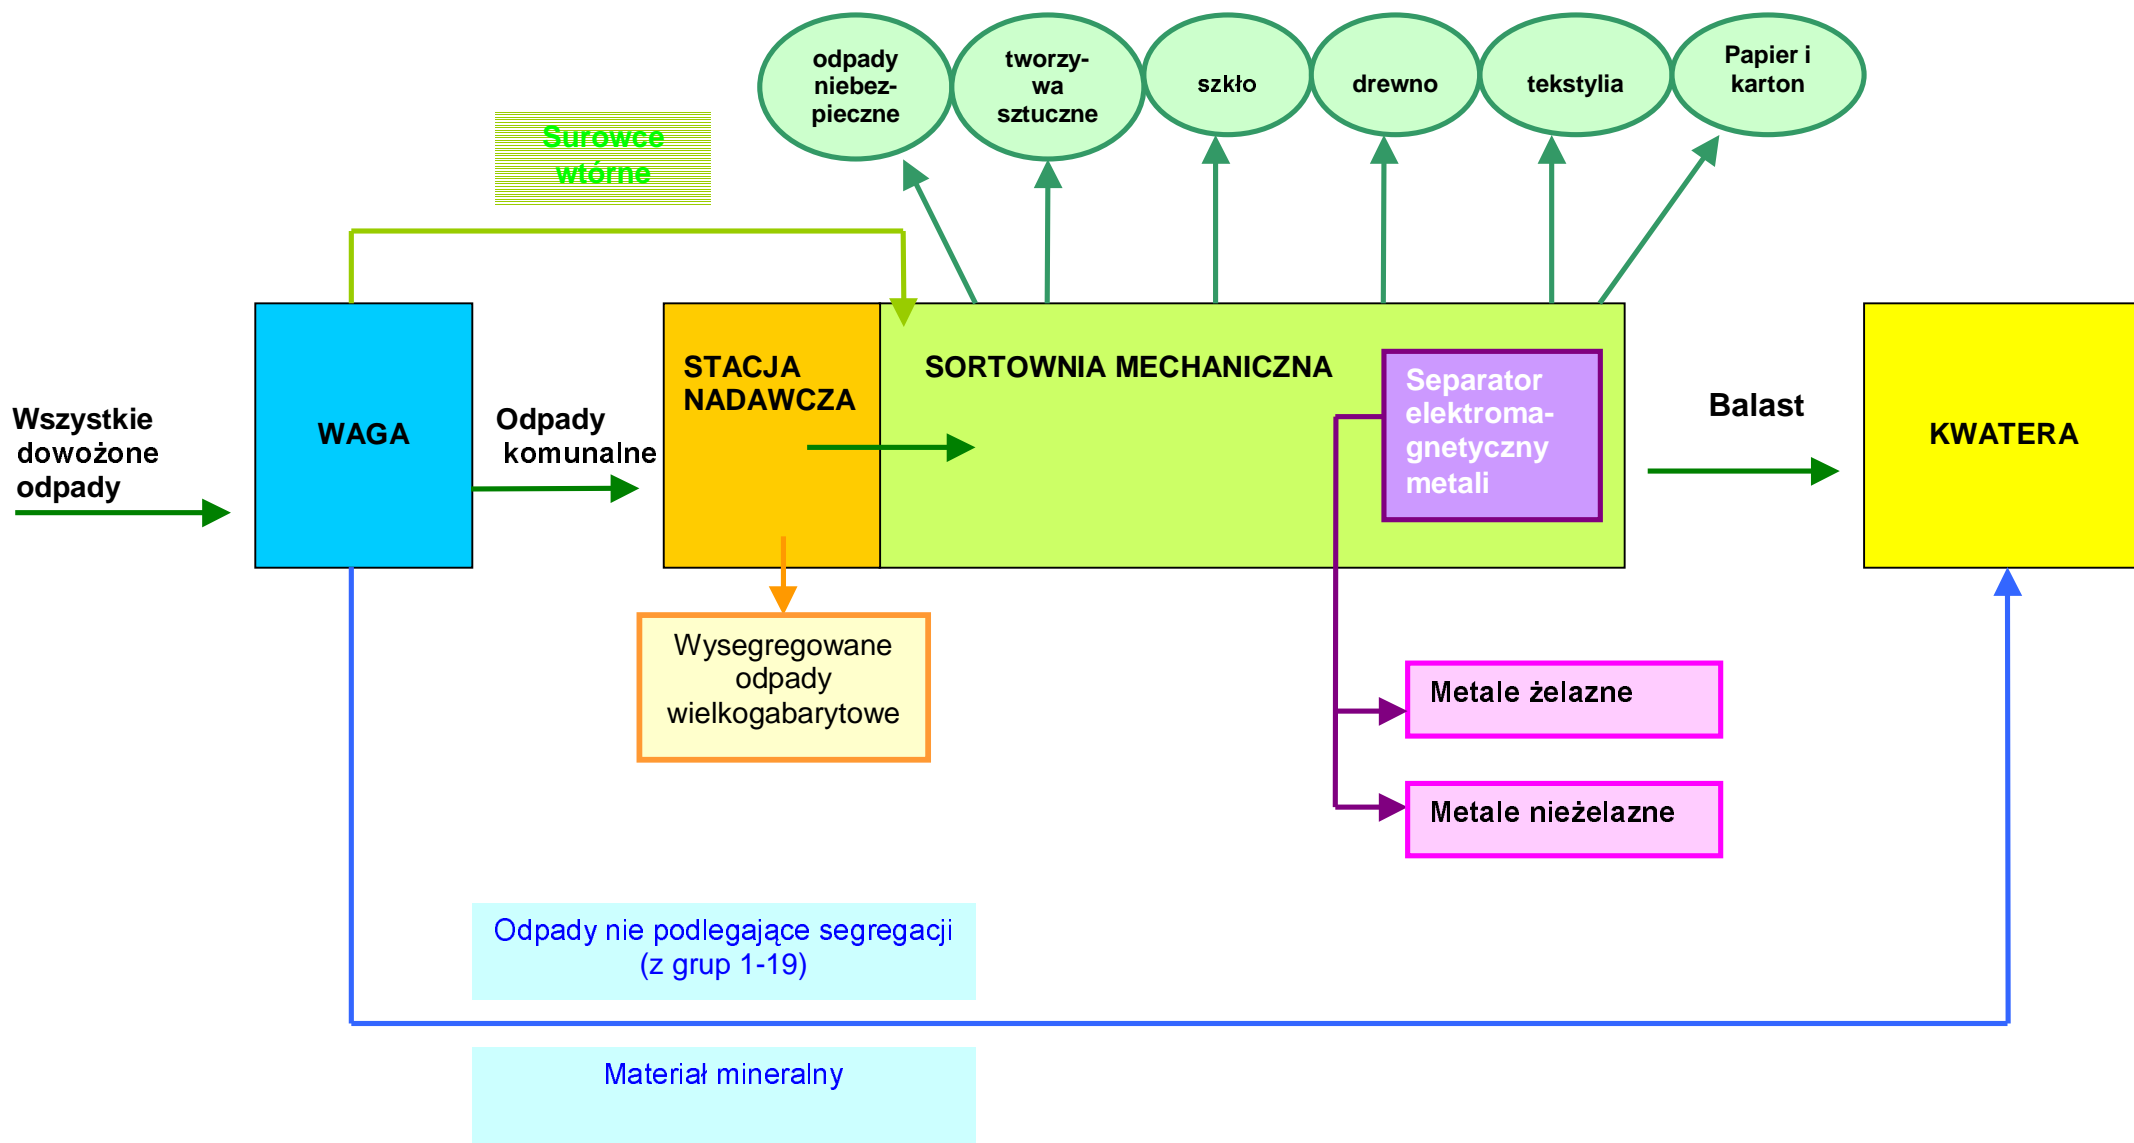 odpady
niebez-
pieczne
tworzy-
wa
sztuczne
szkło
drewno
tekstylia
Papier i
karton
Surowce
wtórne
Wszystkie
dowożone
odpady
WAGA
Odpady
komunalne
STACJA
NADAWCZA
SORTOWNIA MECHANICZNA
Separator
elektroma-
gnetyczny
metali
Balast
KWATERA
Wysegregowane
odpady
wielkogabarytowe
Metale żelazne
Metale nieżelazne
Odpady nie podlegające segregacji
(z grup 1-19)
Materiał mineralny